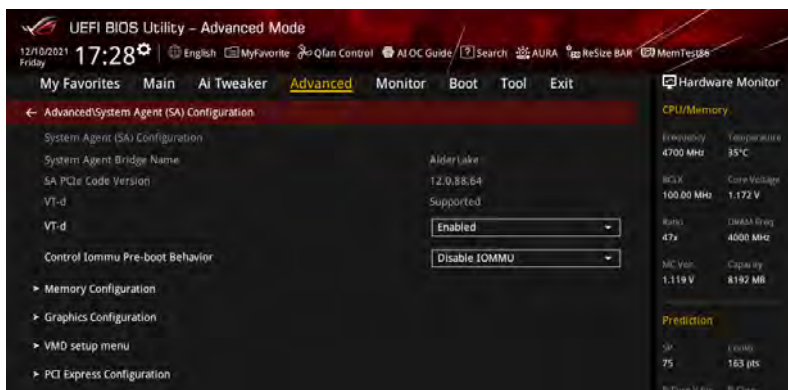 UEFI BIOS Utility – Advanced Mode
12/10/2021 Friday 17:28 English MyFavorite Qfan Control AI OC Guide Search AURA ReSize BAR MemTest86
My Favorites Main Ai Tweaker Advanced Monitor Boot Tool Exit Hardware Monitor
← Advanced\System Agent (SA) Configuration
CPU/Memory
System Agent (SA) Configuration
Frequency Temperature
System Agent Bridge Name AlderLake
4700 MHz 35°C
SA PCIe Code Version 12.0.88.64
BCLK Core Voltage
100.00 MHz 1.172 V
VT-d Supported
VT-d Enabled
Ratio DRAM Freq.
47x 4000 MHz
Control Iommu Pre-boot Behavior Disable IOMMU
MC Volt. Capacity
1.119 V 8192 MB
> Memory Configuration
> Graphics Configuration
Prediction
> VMD setup menu
SP Cooler
75 163 pts
> PCI Express Configuration